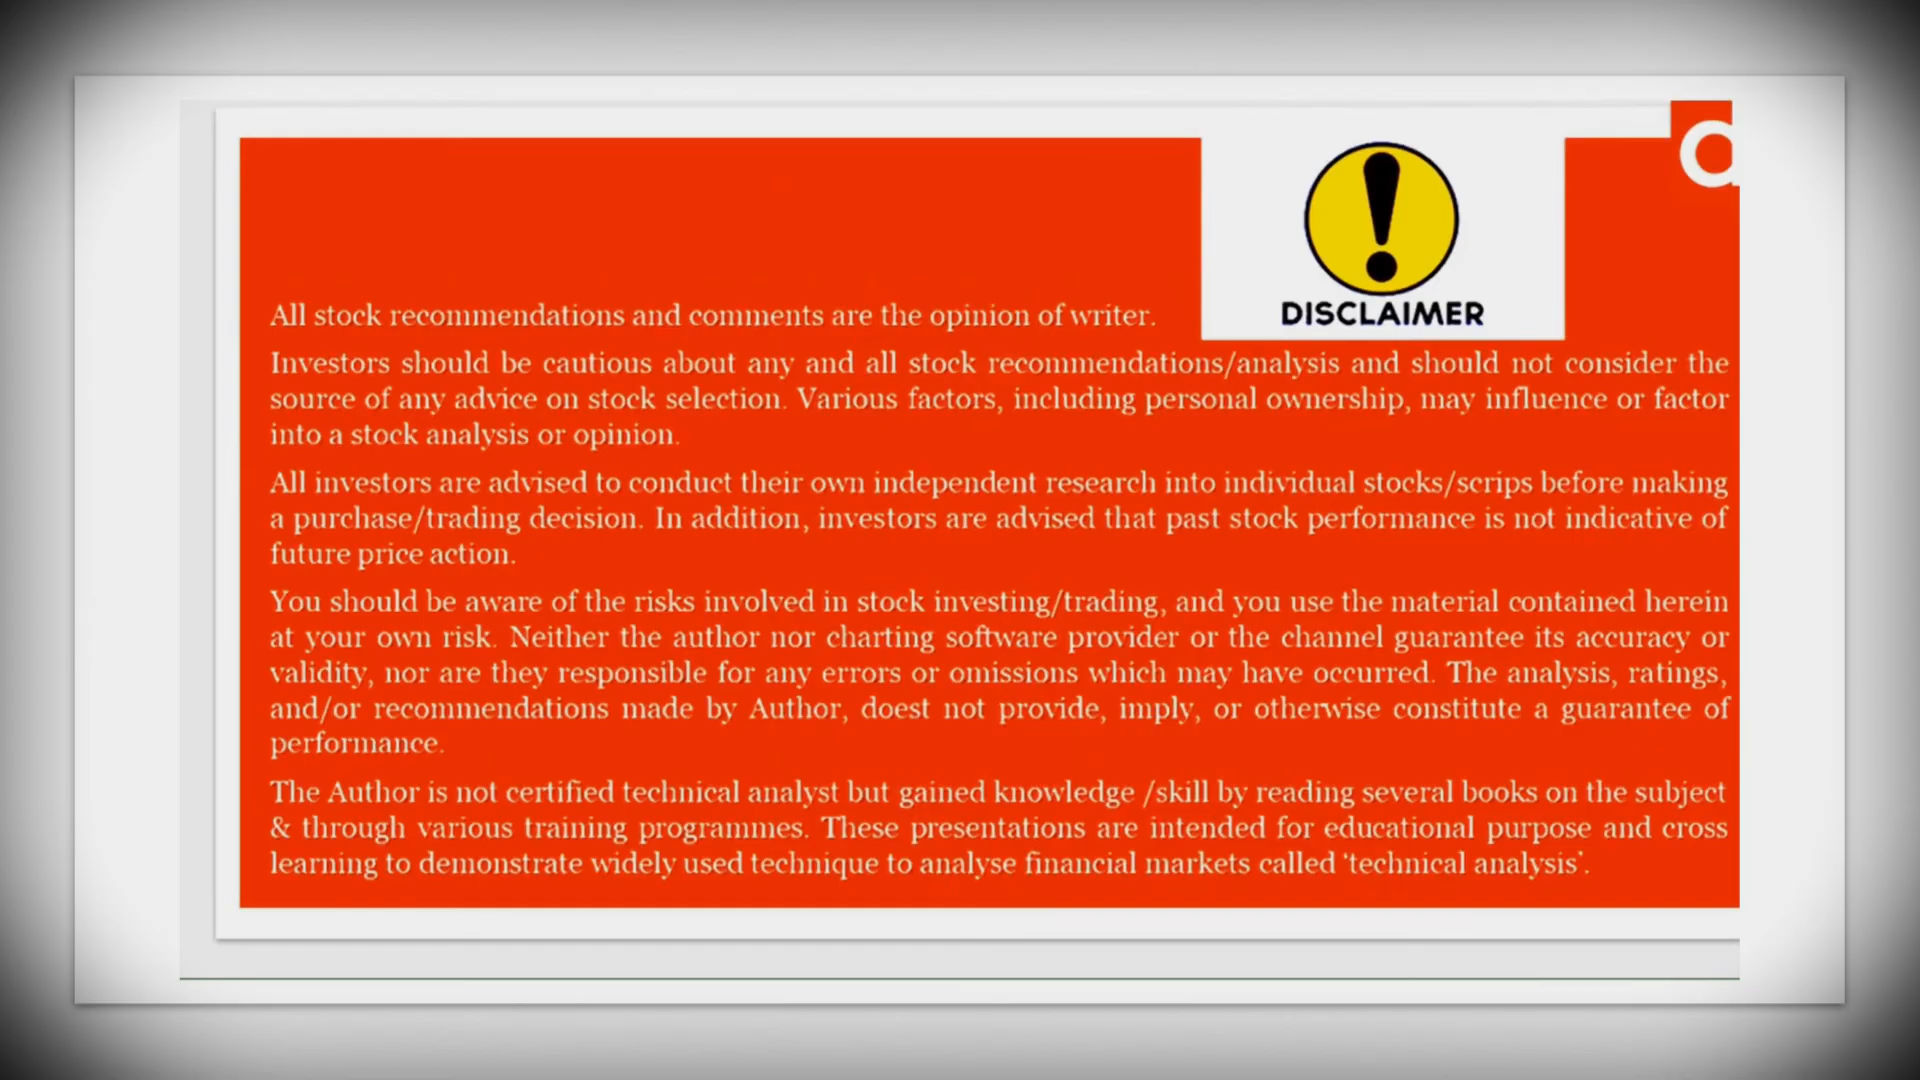 DISCLAIMER
All stock recommendations and comments are the opinion of writer.
Investors should be cautious about any and all stock recommendations/analysis and should not consider the
source of any advice on stock selection. Various factors, including personal ownership, may influence or factor
into a stock analysis or opinion.
All investors are advised to conduct their own independent research into individual stocks/scrips before making
a purchase/trading decision. In addition, investors are advised that past stock performance is not indicative of
future price action.
You should be aware of the risks involved in stock investing/trading, and you use the material contained herein
at your own risk. Neither the author nor charting software provider or the channel guarantee its accuracy or
validity, nor are they responsible for any errors or omissions which may have occurred. The analysis, ratings,
and/or recommendations made by Author, doest not provide, imply, or otherwise constitute a guarantee of
performance.
The Author is not certified technical analyst but gained knowledge /skill by reading several books on the subject
& through various training programmes. These presentations are intended for educational purpose and cross
learning to demonstrate widely used technique to analyse financial markets called ‘technical analysis’.